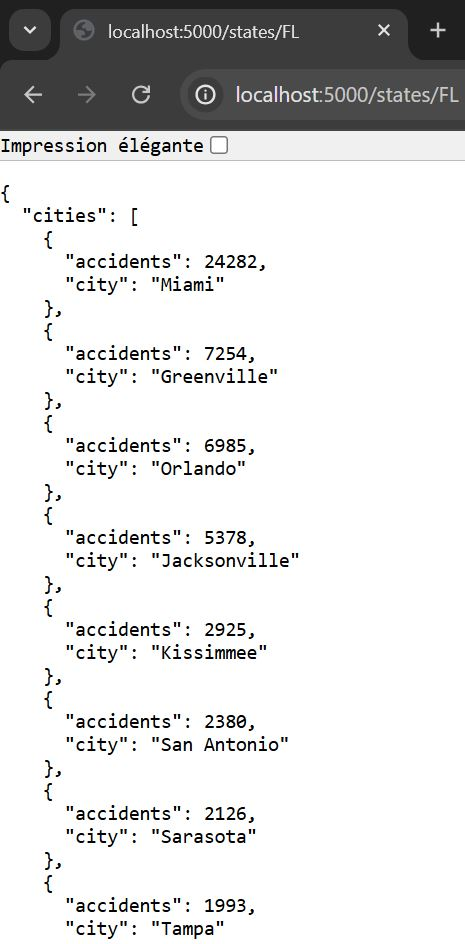 localhost:5000/states/FL
localhost:5000/states/FL
Impression élégante
{
  "cities": [
    {
      "accidents": 24282,
      "city": "Miami"
    },
    {
      "accidents": 7254,
      "city": "Greenville"
    },
    {
      "accidents": 6985,
      "city": "Orlando"
    },
    {
      "accidents": 5378,
      "city": "Jacksonville"
    },
    {
      "accidents": 2925,
      "city": "Kissimmee"
    },
    {
      "accidents": 2380,
      "city": "San Antonio"
    },
    {
      "accidents": 2126,
      "city": "Sarasota"
    },
    {
      "accidents": 1993,
      "city": "Tampa"